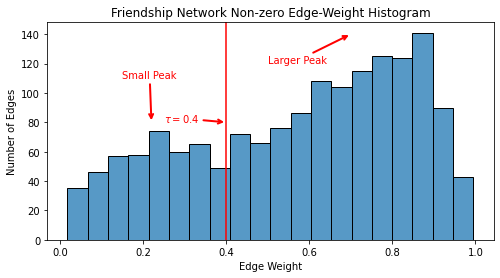 Friendship Network Non-zero Edge-Weight Histogram
140
120
100
80
60
40
20
0
Number of Edges
Small Peak
Larger Peak
τ = 0.4
0.0 0.2 0.4 0.6 0.8 1.0
Edge Weight